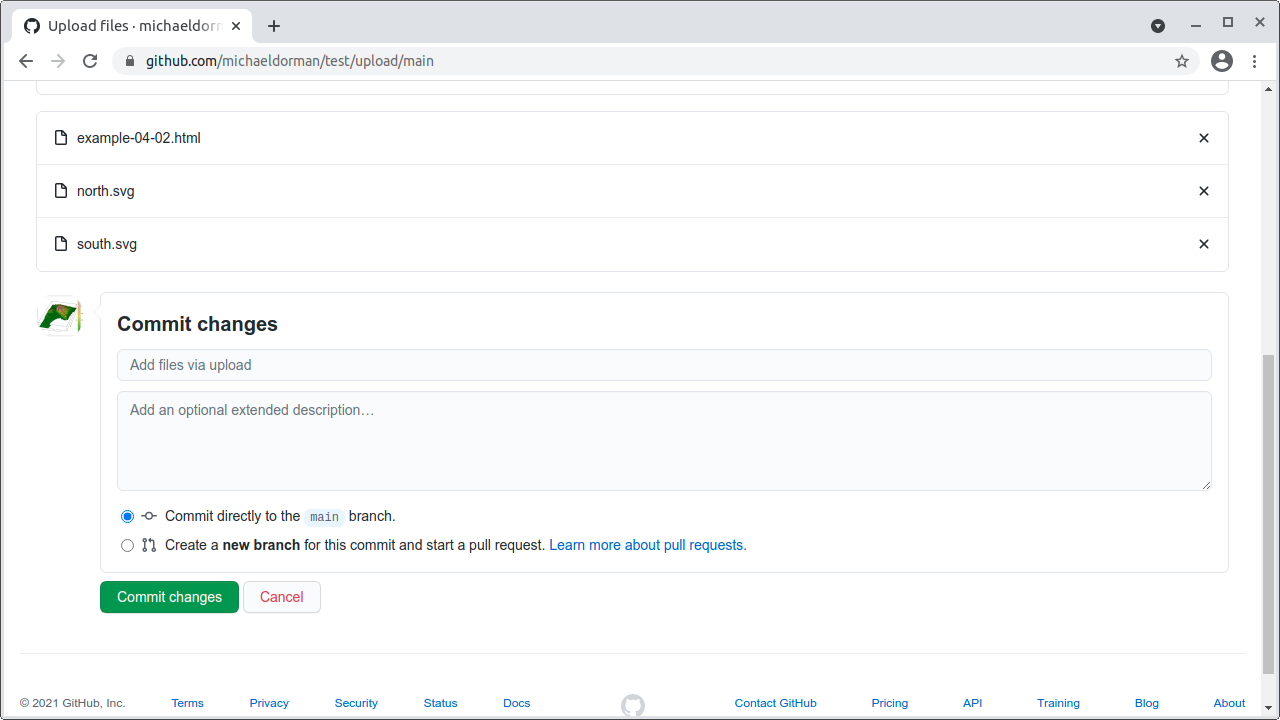 Upload files · michaeldorn
github.com/michaeldorman/test/upload/main
example-04-02.html
north.svg
south.svg
Commit changes
Add files via upload
Add an optional extended description…
Commit directly to the main branch.
Create a new branch for this commit and start a pull request. Learn more about pull requests.
Commit changes Cancel
© 2021 GitHub, Inc. Terms Privacy Security Status Docs Contact GitHub Pricing API Training Blog About